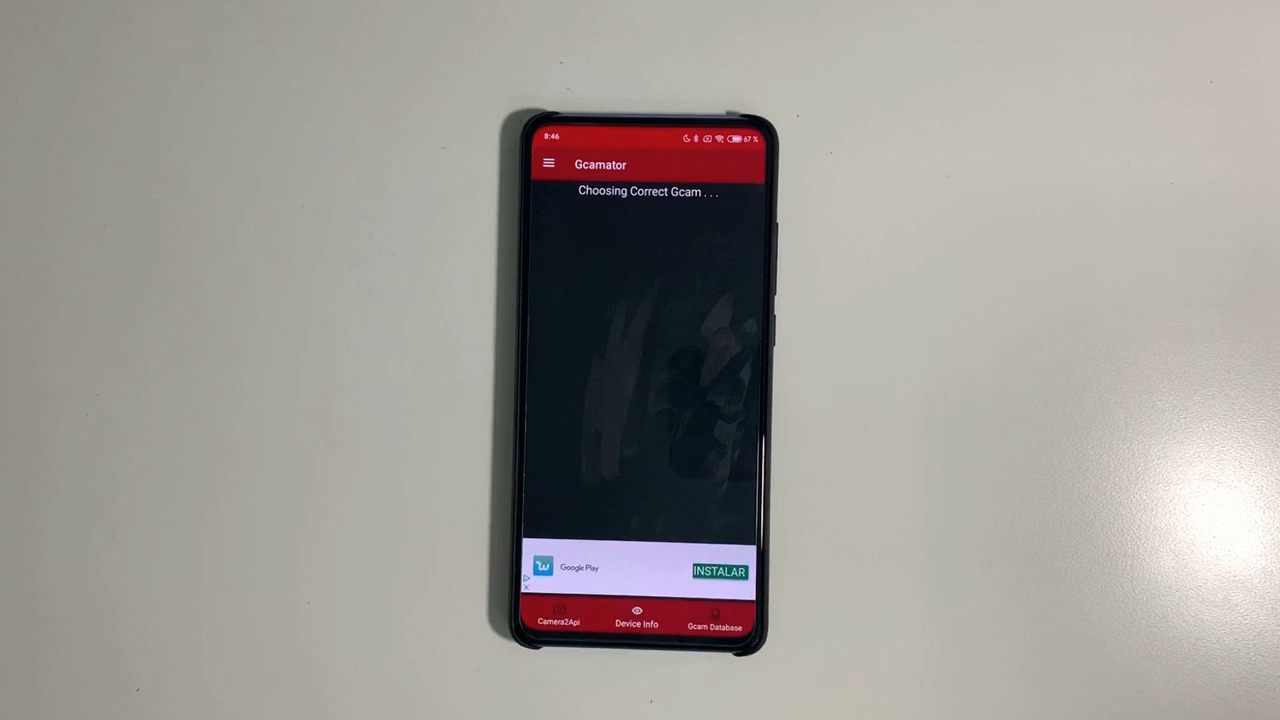 8:46
67 %
Gcamator
Choosing Correct Gcam . . .
Google Play
INSTALAR
Camera2Api
Device Info
Gcam Database